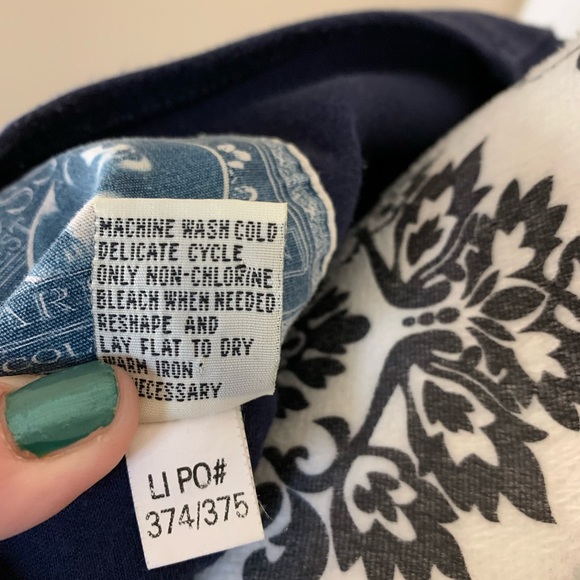 MACHINE WASH COLD
DELICATE CYCLE
ONLY NON-CHLORINE
BLEACH WHEN NEEDED
RESHAPE AND
LAY FLAT TO DRY
WARM IRON
NECESSARY
LI PO#
374/375